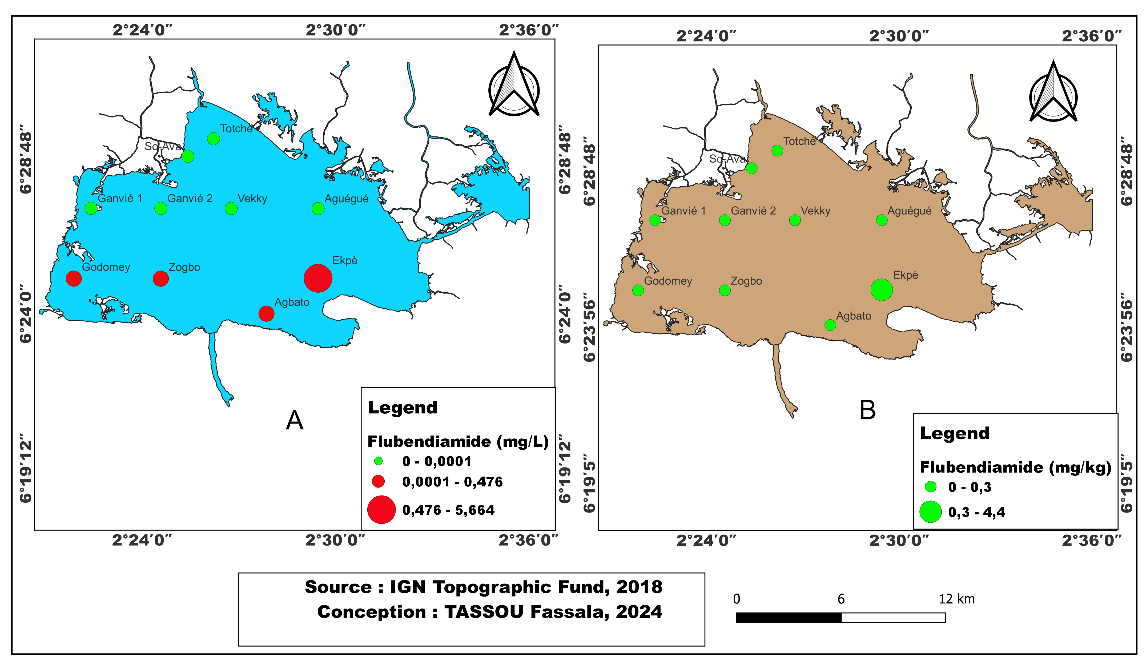 2°24′0″ 2°30′0″ 2°36′0″
2°24′0″ 2°30′0″ 2°36′0″
6°28′48″
6°24′0″
6°19′12″
Totche
So-Ava
Ganvié 1
Ganvié 2
Vekky
Aguégué
Godomey
Zogbo
Ekpè
Agbato
A
Legend
Flubendiamide (mg/L)
0 - 0,0001
0,0001 - 0,476
0,476 - 5,664
6°28′48″
6°24′0″
6°19′12″
2°24′0″ 2°30′0″ 2°36′0″
6°28′48″
6°23′56″
6°19′5″
Totche
So-Ava
Ganvié 1
Ganvié 2
Vekky
Aguégué
Godomey
Zogbo
Ekpè
Agbato
B
Legend
Flubendiamide (mg/kg)
0 - 0,3
0,3 - 4,4
6°28′48″
6°23′56″
6°19′5″
2°24′0″ 2°30′0″ 2°36′0″
Source : IGN Topographic Fund, 2018
Conception : TASSOU Fassala, 2024
0 6 12 km